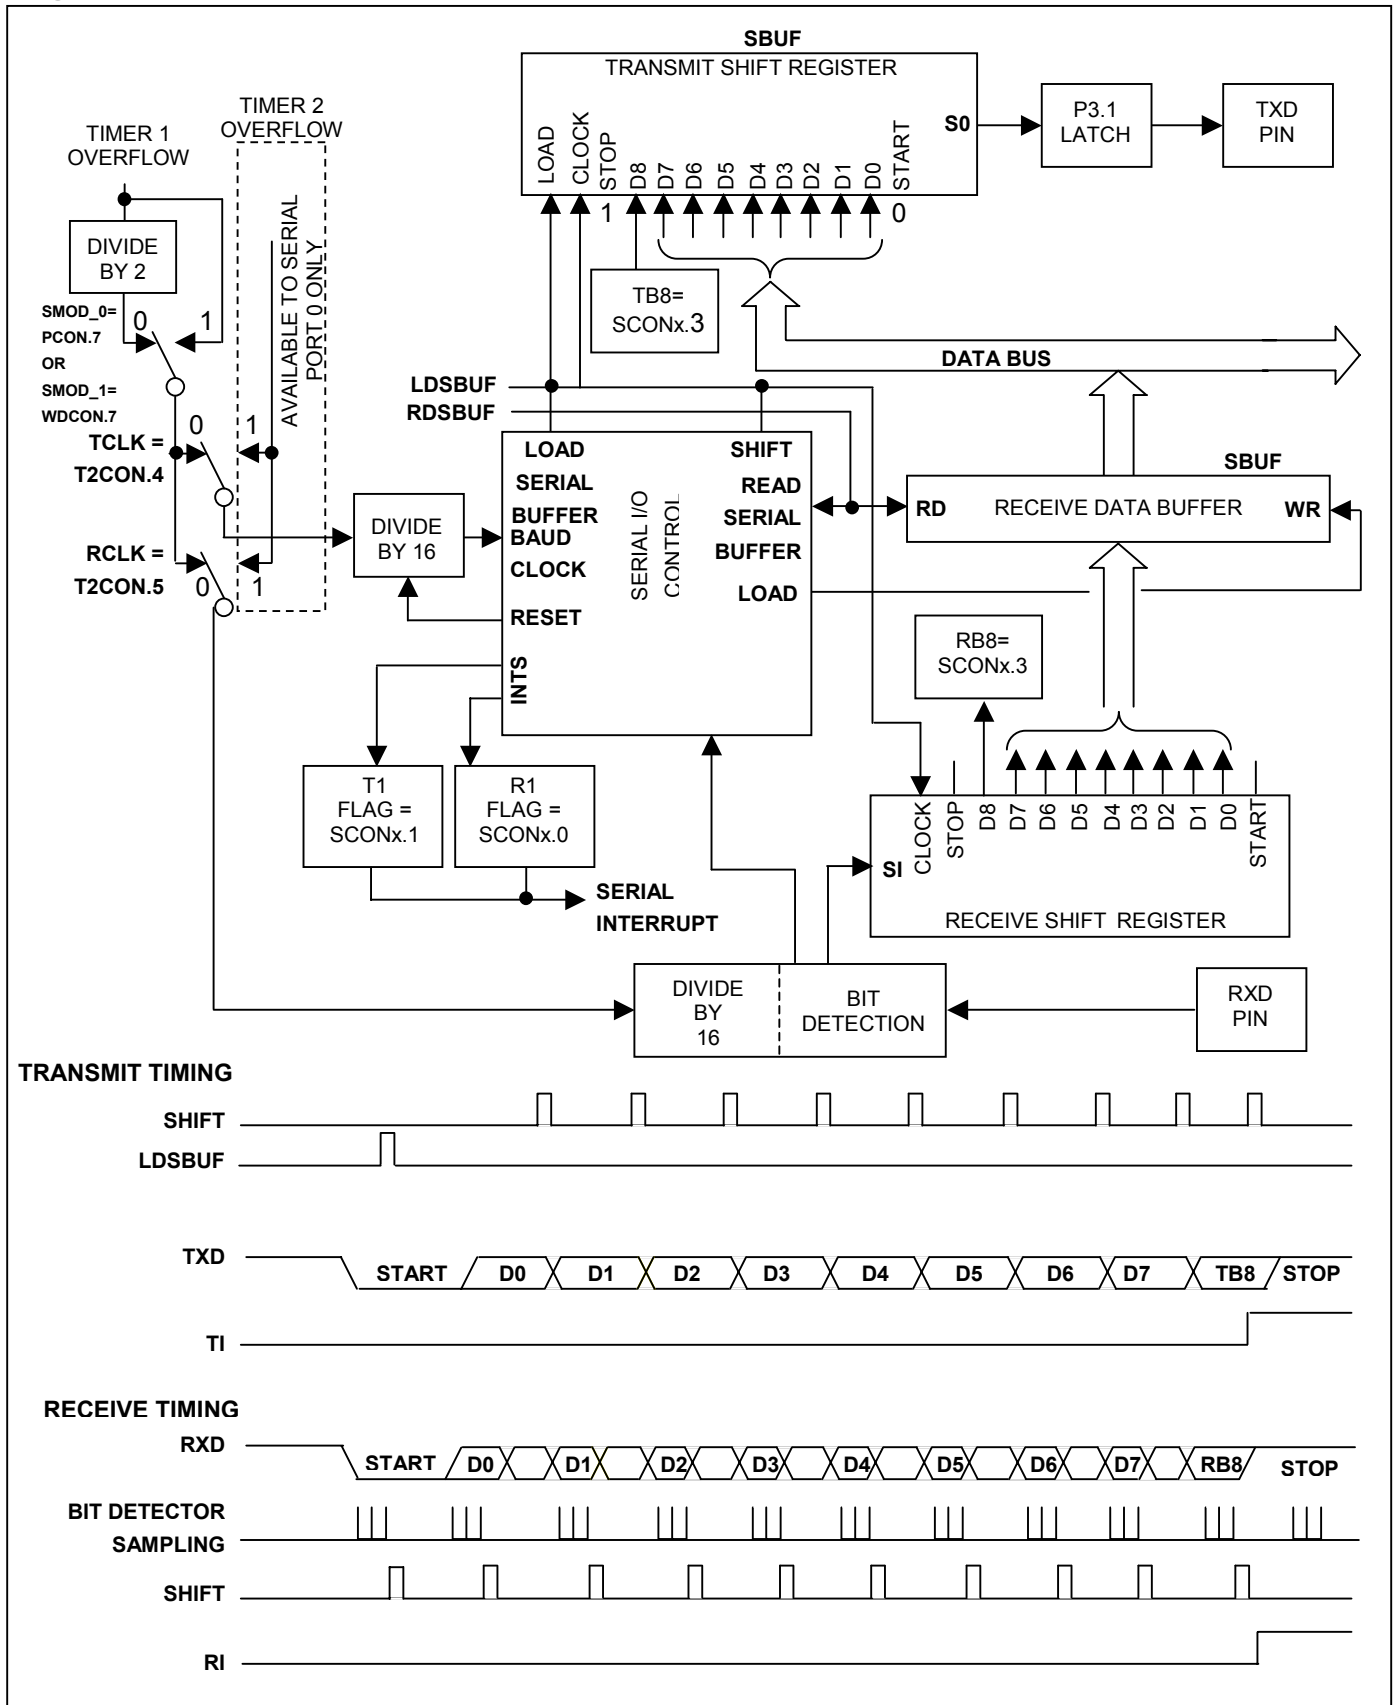 SBUF
TRANSMIT SHIFT REGISTER
LOAD
CLOCK
STOP
1
D8
D7
D6
D5
D4
D3
D2
D1
D0
START
0
S0
P3.1
LATCH
TXD
PIN
TIMER 1
OVERFLOW
TIMER 2
OVERFLOW
AVAILABLE TO SERIAL
PORT 0 ONLY
DIVIDE
BY 2
SMOD_0=
PCON.7
OR
SMOD_1=
WDCON.7
0
1
TB8=
SCONx.3
DATA BUS
LDSBUF
RDSBUF
TCLK =
T2CON.4
0
1
RCLK =
T2CON.5
0
1
DIVIDE
BY 16
LOAD
SERIAL
BUFFER
BAUD
CLOCK
RESET
INTS
SERIAL I/O
CONTROL
SHIFT
READ
SERIAL
BUFFER
LOAD
SBUF
RD
RECEIVE DATA BUFFER
WR
RB8=
SCONx.3
T1
FLAG =
SCONx.1
R1
FLAG =
SCONx.0
SERIAL
INTERRUPT
SI
CLOCK
STOP
D8
D7
D6
D5
D4
D3
D2
D1
D0
START
RECEIVE SHIFT REGISTER
DIVIDE
BY
16
BIT
DETECTION
RXD
PIN
TRANSMIT TIMING
SHIFT
LDSBUF
TXD
START D0 D1 D2 D3 D4 D5 D6 D7 TB8 STOP
TI
RECEIVE TIMING
RXD
START D0 D1 D2 D3 D4 D5 D6 D7 RB8 STOP
BIT DETECTOR
SAMPLING
SHIFT
RI